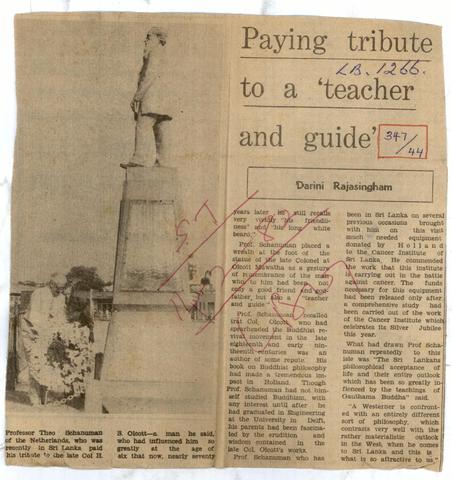 Paying tribute
LB. 1266.
to a 'teacher
and guide'
347/44
Darini Rajasingham
Professor Theo Schanuman
of the Netherlands, who was
recently in Sri Lanka paid
his tribute to the late Col H.
S. Olcott—a man he said,
who had influenced him so
greatly at the age of
six that now, nearly seventy
years later he still recalls
very vividly "his friendli-
ness" and "his long white
beard."
Prof. Schanuman placed a
wreath at the foot of the
statue of the late Colonel at
Olcott Mawatha as a gesture
of remembrance of the man
who to him had been not
only a good friend and god-
father, but also a "teacher
and guide".
Prof. Schanuman recalled
that Col. Olcott, who had
spearheaded the Buddhist re-
vival movement in the late
eighteenth and early nin-
teenth centuries was an
author of some repute. His
book on Buddhist philosophy
had made a tremendous im-
pact in Holland. Though
Prof. Schanuman had not him-
self studied Buddhism, with
any interest until after he
had graduated in Engineering
at the University in Delft,
his parents had been fascina-
ted by the erudition and
wisdom contained in the
late Col. Olcott's works.
Prof. Schanuman who has
been in Sri Lanka on several
previous occasions brought
with him on this visit
much needed equipment
donated by Holland
to the Cancer Institute of
Sri Lanka. He commended
the work that this institute
is carrying out in the battle
against cancer. The funds
necessary for this equipment
had been released only after
a comprehensive study had
been carried out of the work
of the Cancer Institute which
celebrates its Silver Jubilee
this year.
What had drawn Prof Scha-
numan repeatedly to this
isle was "The Sri Lankans
philosophical acceptance of
life and their entire outlook
which has been so greatly in-
fluenced by the teachings of
Gauthama Buddha" said.
"A Westerner is confront-
ed with an entirely different
sort of philosophy, which
contrasts very well with the
rather materialistic outlook
in the West, when he comes
to Sri Lanka and this is
what is so attractive to us."